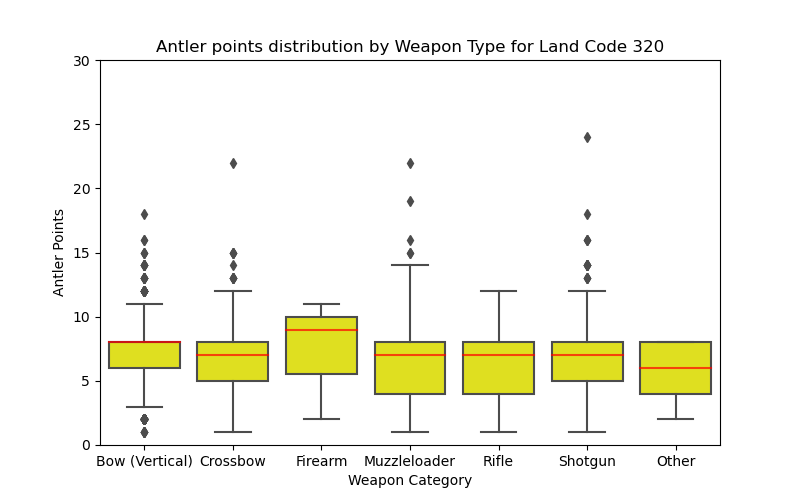 Antler points distribution by Weapon Type for Land Code 320
30
25
20
15
10
5
0
Antler Points
Bow (Vertical) Crossbow Firearm Muzzleloader Rifle Shotgun Other
Weapon Category